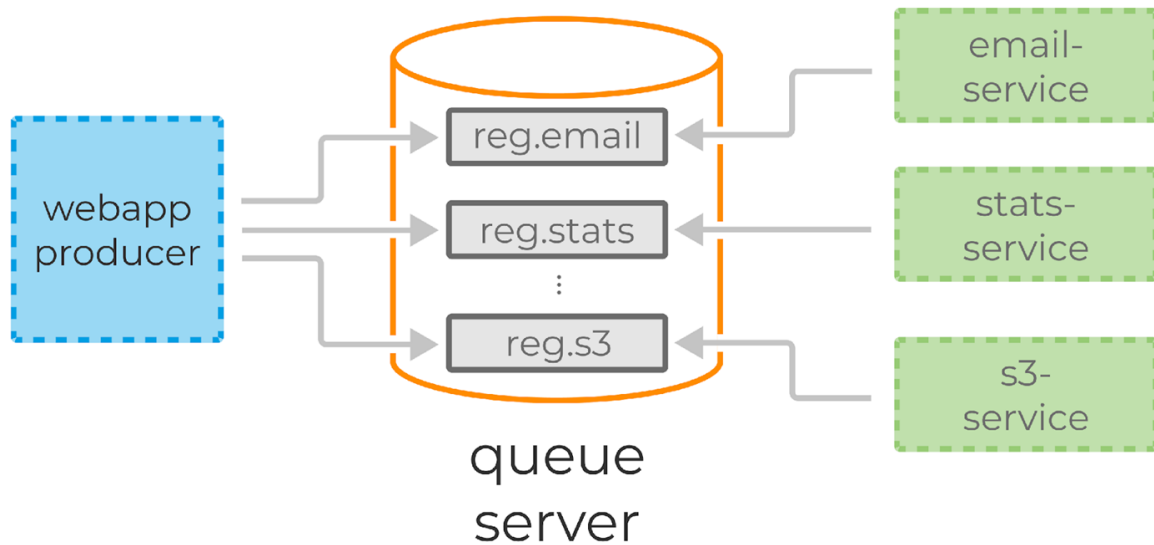 webapp
producer
reg.email
reg.stats
reg.s3
queue
server
email-
service
stats-
service
s3-
service